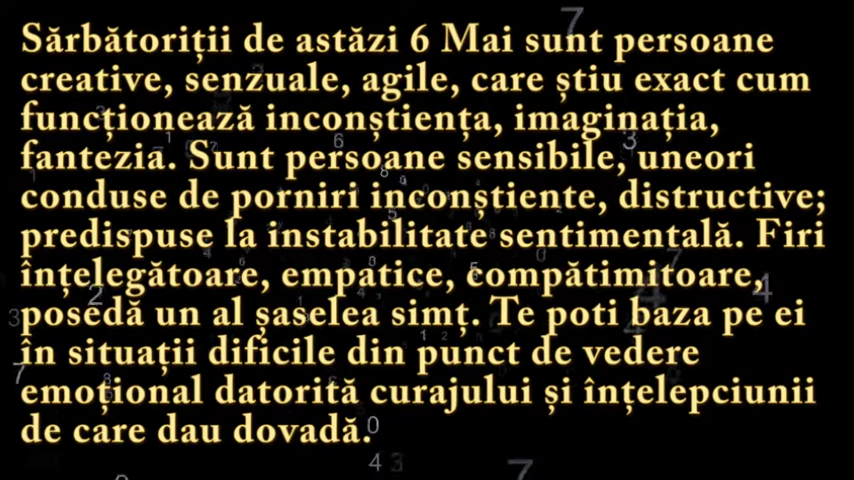 Sărbătoriții de astăzi 6 Mai sunt persoane
creative, senzuale, agile, care știu exact cum
funcționează inconștiența, imaginația,
fantezia. Sunt persoane sensibile, uneori
conduse de porniri inconștiente, distructive;
predispuse la instabilitate sentimentală. Firi
înțelegătoare, empatice, compătimitoare,
posedă un al șaselea simț. Te poti baza pe ei
în situații dificile din punct de vedere
emoțional datorită curajului și înțelepciunii
de care dau dovadă.